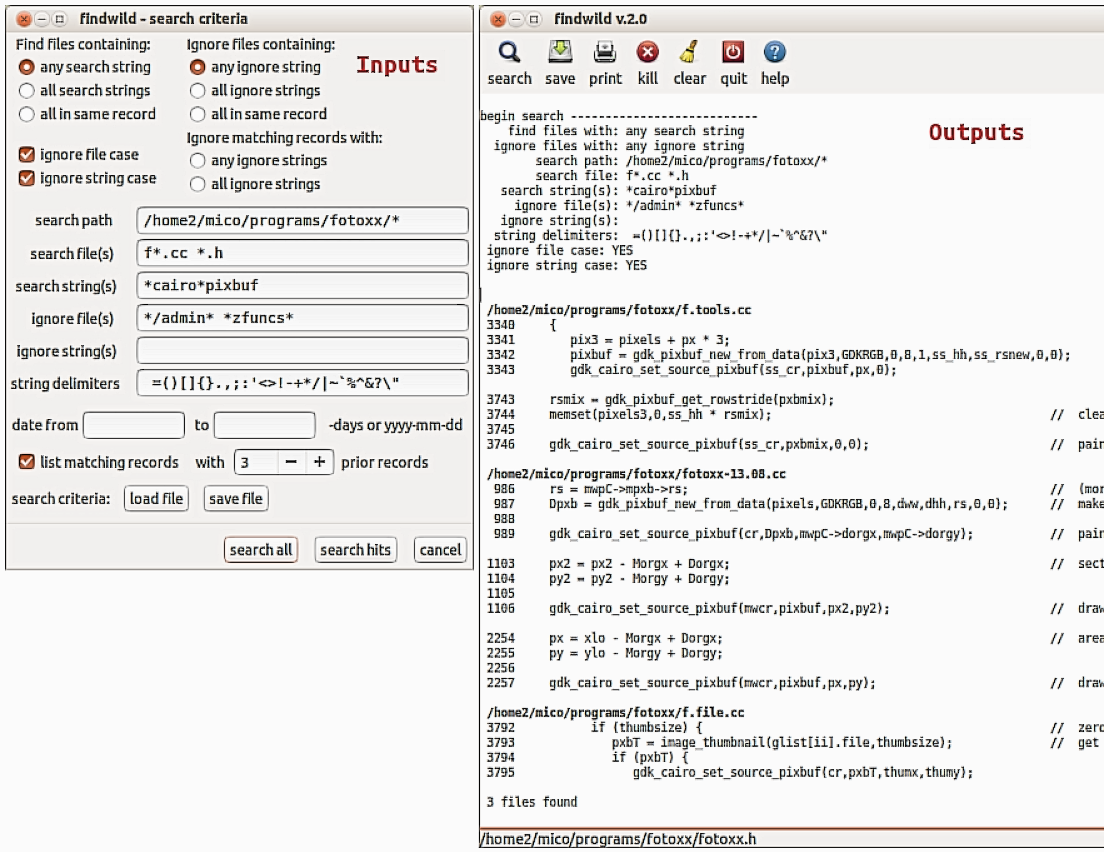 findwild - search criteria
Find files containing:
any search string
all search strings
all in same record
Ignore files containing:
any ignore string
all ignore strings
all in same record
Inputs
Ignore matching records with:
any ignore strings
all ignore strings
ignore file case
ignore string case
search path /home2/mico/programs/fotoxx/*
search file(s) f*.cc *.h
search string(s) *cairo*pixbuf
ignore file(s) */admin* *zfuncs*
ignore string(s)
string delimiters =()[]{}.,;:'<>!-+*/|~`%^&?\"
date from to -days or yyyy-mm-dd
list matching records with 3 − + prior records
search criteria: load file save file
search all search hits cancel
findwild v.2.0
search save print kill clear quit help
Outputs
begin search ---------------------------
find files with: any search string
ignore files with: any ignore string
search path: /home2/mico/programs/fotoxx/*
search file: f*.cc *.h
search string(s): *cairo*pixbuf
ignore file(s): */admin* *zfuncs*
ignore string(s):
string delimiters: =()[]{}.,;:'<>!-+*/|~`%^&?\"
ignore file case: YES
ignore string case: YES
/home2/mico/programs/fotoxx/f.tools.cc
3340 {
3341 pix3 = pixels + px * 3;
3342 pixbuf = gdk_pixbuf_new_from_data(pix3,GDKRGB,0,8,1,ss_hh,ss_rsnew,0,0);
3343 gdk_cairo_set_source_pixbuf(ss_cr,pixbuf,px,0);
3743 rsmix = gdk_pixbuf_get_rowstride(pxbmix);
3744 memset(pixels3,0,ss_hh * rsmix); // clea
3745
3746 gdk_cairo_set_source_pixbuf(ss_cr,pxbmix,0,0); // pain
/home2/mico/programs/fotoxx/fotoxx-13.08.cc
986 rs = mwpC->mpxb->rs; // (mor
987 Dpxb = gdk_pixbuf_new_from_data(pixels,GDKRGB,0,8,dww,dhh,rs,0,0); // make
988
989 gdk_cairo_set_source_pixbuf(cr,Dpxb,mwpC->dorgx,mwpC->dorgy); // pain
1103 px2 = px2 - Morgx + Dorgx; // sect
1104 py2 = py2 - Morgy + Dorgy;
1105
1106 gdk_cairo_set_source_pixbuf(mwcr,pixbuf,px2,py2); // draw
2254 px = xlo - Morgx + Dorgx; // area
2255 py = ylo - Morgy + Dorgy;
2256
2257 gdk_cairo_set_source_pixbuf(mwcr,pixbuf,px,py); // draw
/home2/mico/programs/fotoxx/f.file.cc
3792 if (thumbsize) { // zero
3793 pxbT = image_thumbnail(glist[ii].file,thumbsize); // get
3794 if (pxbT) {
3795 gdk_cairo_set_source_pixbuf(cr,pxbT,thumx,thumy);
3 files found
/home2/mico/programs/fotoxx/fotoxx.h